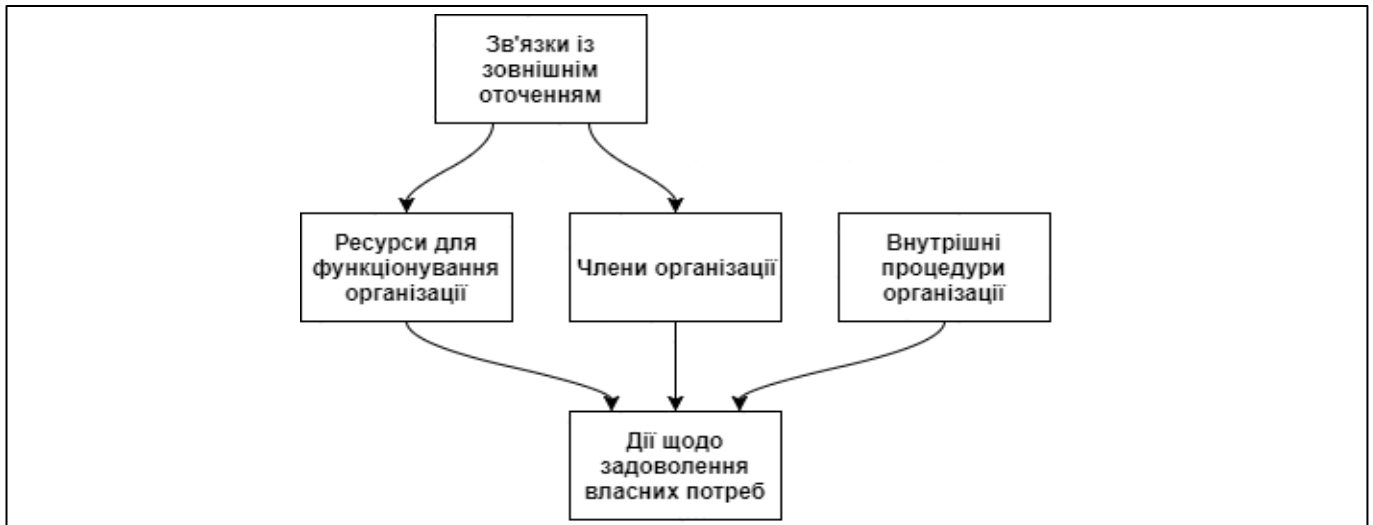 Зв'язки із
зовнішнім
оточенням
Ресурси для
функціонування
організації
Члени організації
Внутрішні
процедури
організації
Дії щодо
задоволення
власних потреб